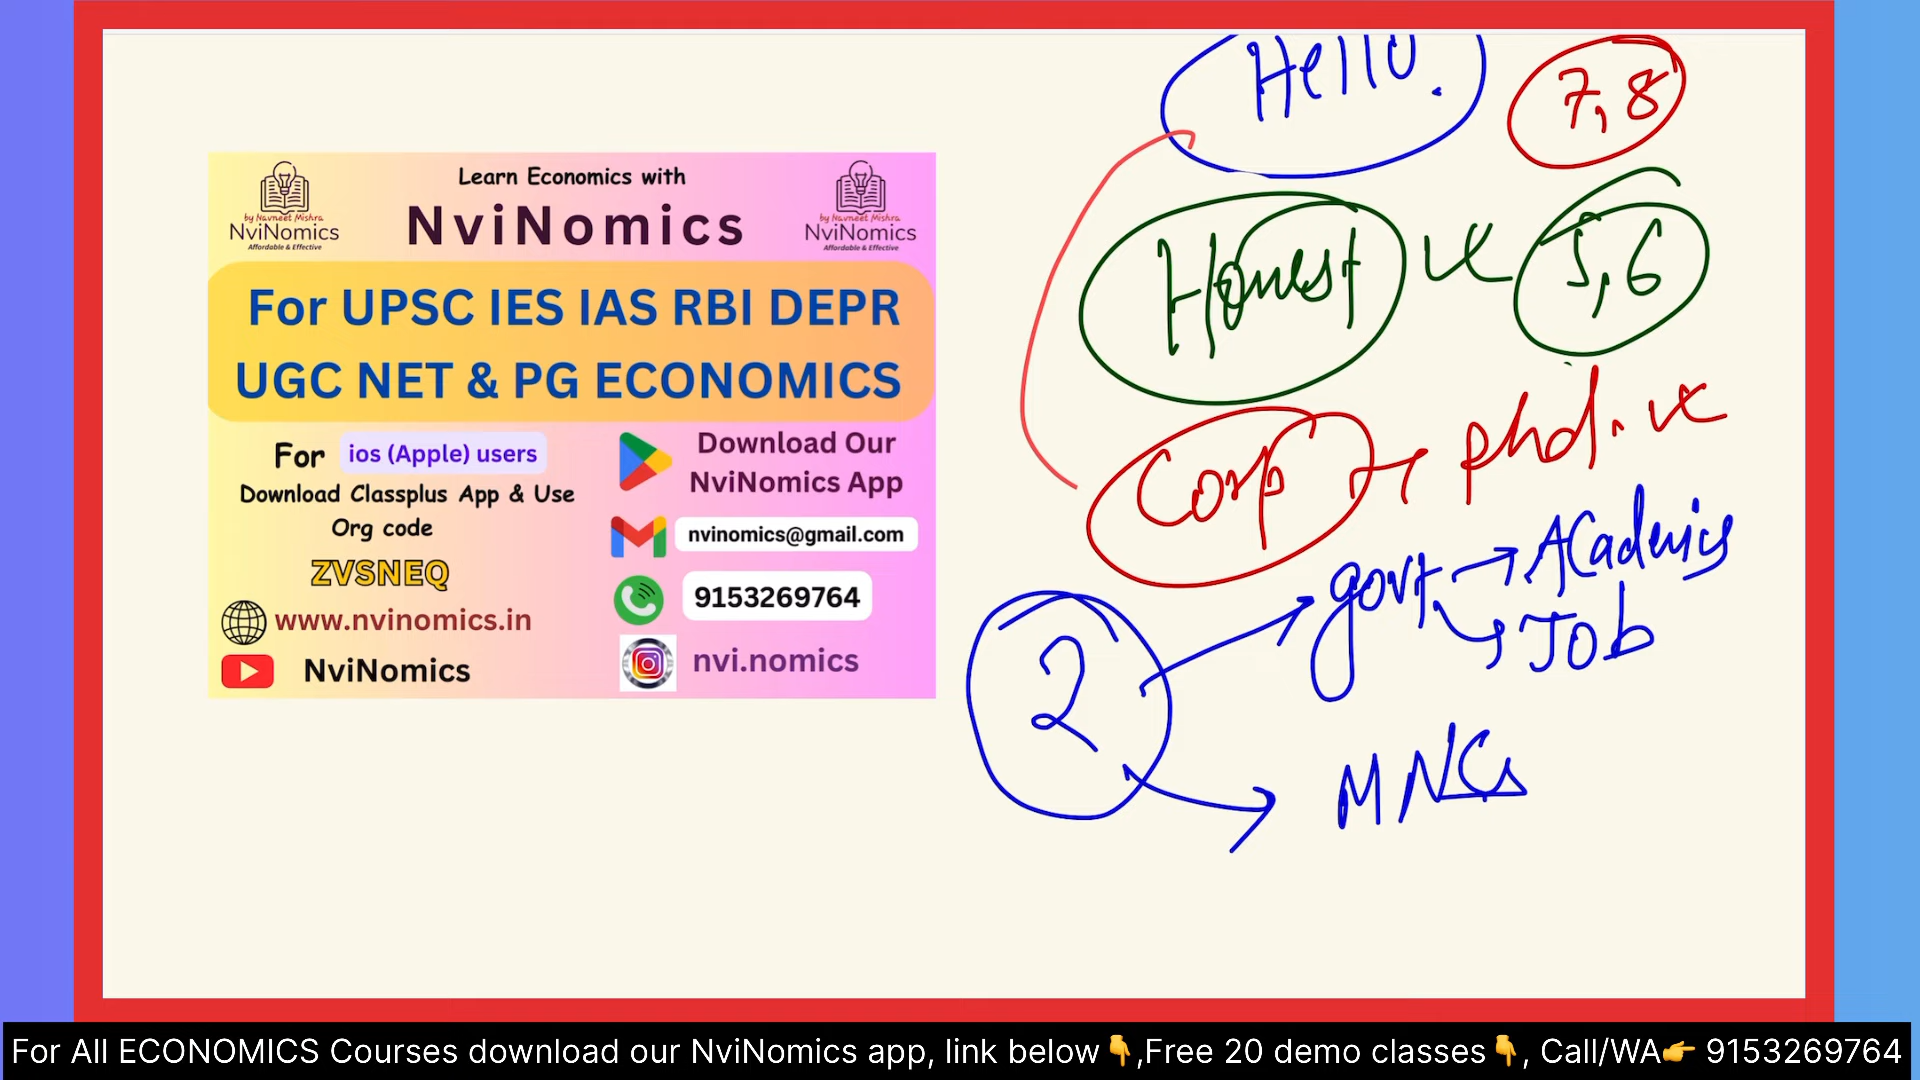 Hello.
7, 8
Learn Economics with
by Navneet Mishra
NviNomics
Affordable & Effective
NviNomics
by Navneet Mishra
NviNomics
Affordable & Effective
Honest
5, 6
For UPSC IES IAS RBI DEPR
UGC NET & PG ECONOMICS
For ios (Apple) users
Download Classplus App & Use
Org code
ZVSNEQ
www.nvinomics.in
NviNomics
Download Our
NviNomics App
nvinomics@gmail.com
9153269764
nvi.nomics
Corp
phd.
2
govt.
Academics
Job
MNCs
For All ECONOMICS Courses download our NviNomics app, link below👇,Free 20 demo classes👇, Call/WA👉 9153269764